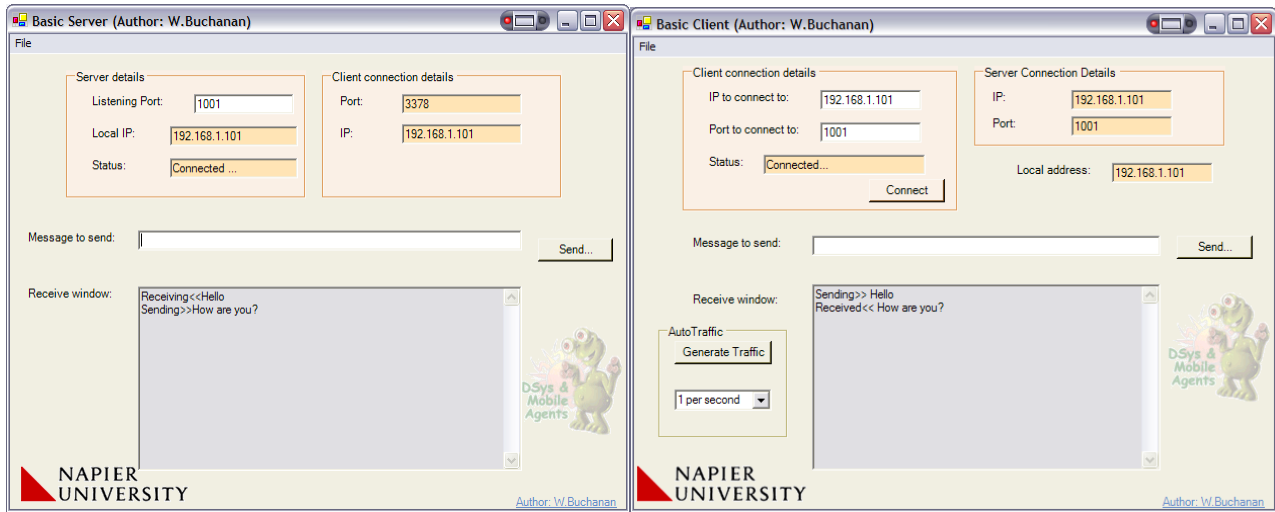 Basic Server (Author: W.Buchanan)
File
Server details
Listening Port: 1001
Local IP: 192.168.1.101
Status: Connected ...
Client connection details
Port: 3378
IP: 192.168.1.101
Message to send:
Send...
Receive window:
Receiving<<Hello
Sending>>How are you?
DSys &
Mobile
Agents
NAPIER
UNIVERSITY
Author: W.Buchanan
Basic Client (Author: W.Buchanan)
File
Client connection details
IP to connect to: 192.168.1.101
Port to connect to: 1001
Status: Connected...
Connect
Server Connection Details
IP: 192.168.1.101
Port: 1001
Local address: 192.168.1.101
Message to send:
Send...
Receive window:
Sending>> Hello
Received<< How are you?
AutoTraffic
Generate Traffic
1 per second
DSys &
Mobile
Agents
NAPIER
UNIVERSITY
Author: W.Buchanan